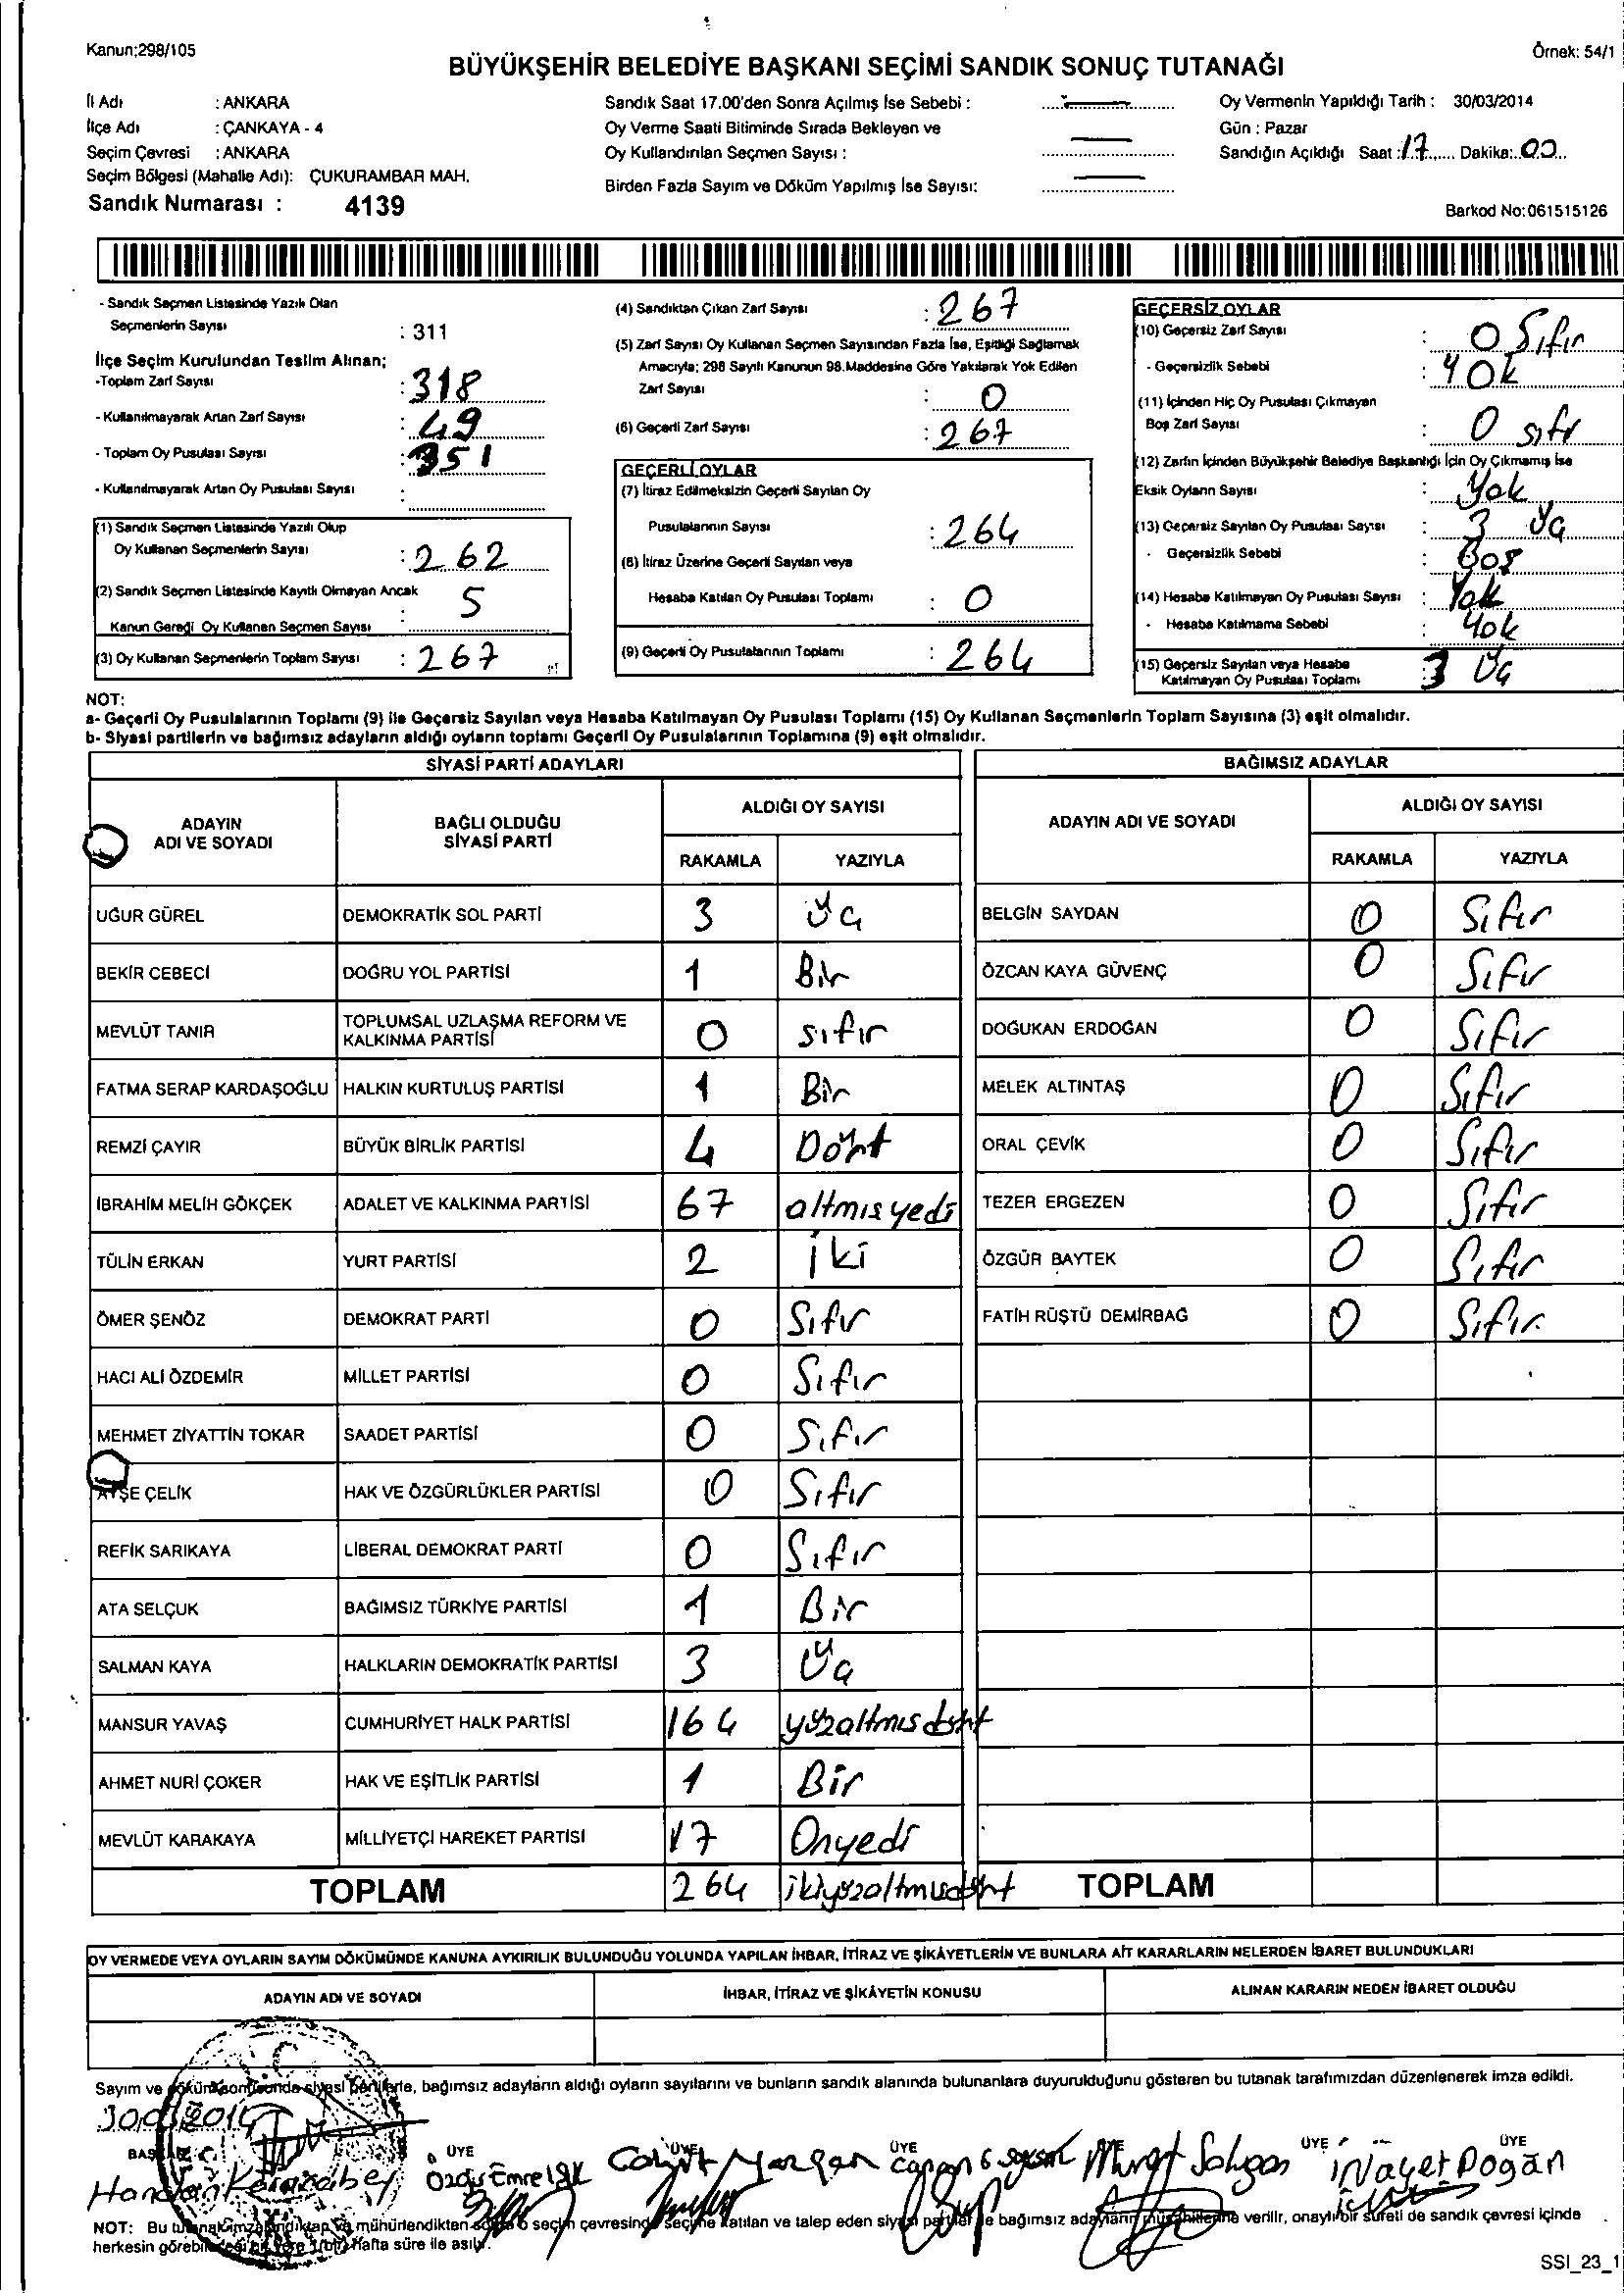 Kanun;298/105
Örnek: 54/1
BÜYÜKŞEHİR BELEDİYE BAŞKANI SEÇİMİ SANDIK SONUÇ TUTANAĞI
İl Adı : ANKARA
İlçe Adı : ÇANKAYA - 4
Seçim Çevresi : ANKARA
Seçim Bölgesi (Mahalle Adı): ÇUKURAMBAR MAH.
Sandık Numarası : 4139
Sandık Saat 17.00'den Sonra Açılmış İse Sebebi :
Oy Verme Saati Bitiminde Sırada Bekleyen ve
Oy Kullandırılan Seçmen Sayısı :
Birden Fazla Sayım ve Döküm Yapılmış İse Sayısı:
Oy Vermenin Yapıldığı Tarih : 30/03/2014
Gün : Pazar
Sandığın Açıldığı Saat : 17 Dakika: 00
Barkod No:061515126
- Sandık Seçmen Listesinde Yazılı Olan
Seçmenlerin Sayısı : 311
İlçe Seçim Kurulundan Teslim Alınan;
-Toplam Zarf Sayısı : 318
- Kullanılmayarak Artan Zarf Sayısı : 49
- Toplam Oy Pusulası Sayısı : 351
- Kullanılmayarak Artan Oy Pusulası Sayısı :
(1) Sandık Seçmen Listesinde Yazılı Olup
Oy Kullanan Seçmenlerin Sayısı : 262
(2) Sandık Seçmen Listesinde Kayıtlı Olmayan Ancak
Kanun Gereği Oy Kullanan Seçmen Sayısı : 5
(3) Oy Kullanan Seçmenlerin Toplam Sayısı : 267
(4) Sandıktan Çıkan Zarf Sayısı : 267
(5) Zarf Sayısı Oy Kullanan Seçmen Sayısından Fazla İse, Eşitliği Sağlamak
Amacıyla; 298 Sayılı Kanunun 98.Maddesine Göre Yakılarak Yok Edilen
Zarf Sayısı : 0
(6) Geçerli Zarf Sayısı : 267
GEÇERLİ OYLAR
(7) İtiraz Edilmeksizin Geçerli Sayılan Oy
Pusulalarının Sayısı : 264
(8) İtiraz Üzerine Geçerli Sayılan veya
Hesaba Katılan Oy Pusulası Toplamı : 0
(9) Geçerli Oy Pusulalarının Toplamı : 264
GEÇERSİZ OYLAR
(10) Geçersiz Zarf Sayısı : 0 Sıfır
- Geçersizlik Sebebi : Yok
(11) İçinden Hiç Oy Pusulası Çıkmayan
Boş Zarf Sayısı : 0 sıfır
(12) Zarfın İçinden Büyükşehir Belediye Başkanlığı İçin Oy Çıkmamış İse
Eksik Oyların Sayısı : Yok
(13) Geçersiz Sayılan Oy Pusulası Sayısı : 3 Üç
- Geçersizlik Sebebi : Boş
(14) Hesaba Katılmayan Oy Pusulası Sayısı : Yok
- Hesaba Katılmama Sebebi : Yok
(15) Geçersiz Sayılan veya Hesaba
Katılmayan Oy Pusulası Toplamı : 3 Üç
NOT:
a- Geçerli Oy Pusulalarının Toplamı (9) ile Geçersiz Sayılan veya Hesaba Katılmayan Oy Pusulası Toplamı (15) Oy Kullanan Seçmenlerin Toplam Sayısına (3) eşit olmalıdır.
b- Siyasi partilerin ve bağımsız adayların aldığı oyların toplamı Geçerli Oy Pusulalarının Toplamına (9) eşit olmalıdır.
SİYASİ PARTİ ADAYLARI
ADAYIN ADI VE SOYADI
BAĞLI OLDUĞU SİYASİ PARTİ
ALDIĞI OY SAYISI
RAKAMLA YAZIYLA
UĞUR GÜREL DEMOKRATİK SOL PARTİ 3 Üç
BEKİR CEBECİ DOĞRU YOL PARTİSİ 1 Bir
MEVLÜT TANIR TOPLUMSAL UZLAŞMA REFORM VE KALKINMA PARTİSİ 0 sıfır
FATMA SERAP KARDAŞOĞLU HALKIN KURTULUŞ PARTİSİ 1 Bir
REMZİ ÇAYIR BÜYÜK BİRLİK PARTİSİ 4 Dört
İBRAHİM MELİH GÖKÇEK ADALET VE KALKINMA PARTİSİ 67 altmış yedi
TÜLİN ERKAN YURT PARTİSİ 2 iki
ÖMER ŞENÖZ DEMOKRAT PARTİ 0 Sıfır
HACI ALİ ÖZDEMİR MİLLET PARTİSİ 0 Sıfır
MEHMET ZİYATTİN TOKAR SAADET PARTİSİ 0 Sıfır
AYŞE ÇELİK HAK VE ÖZGÜRLÜKLER PARTİSİ 0 Sıfır
REFİK SARIKAYA LİBERAL DEMOKRAT PARTİ 0 Sıfır
ATA SELÇUK BAĞIMSIZ TÜRKİYE PARTİSİ 1 Bir
SALMAN KAYA HALKLARIN DEMOKRATİK PARTİSİ 3 Üç
MANSUR YAVAŞ CUMHURİYET HALK PARTİSİ 164 yüzaltmış dört
AHMET NURİ ÇOKER HAK VE EŞİTLİK PARTİSİ 1 Bir
MEVLÜT KARAKAYA MİLLİYETÇİ HAREKET PARTİSİ 17 Onyedi
TOPLAM 264 ikiyüzaltmışdört
BAĞIMSIZ ADAYLAR
ADAYIN ADI VE SOYADI
ALDIĞI OY SAYISI
RAKAMLA YAZIYLA
BELGİN SAYDAN 0 Sıfır
ÖZCAN KAYA GÜVENÇ 0 Sıfır
DOĞUKAN ERDOĞAN 0 Sıfır
MELEK ALTINTAŞ 0 Sıfır
ORAL ÇEVİK 0 Sıfır
TEZER ERGEZEN 0 Sıfır
ÖZGÜR BAYTEK 0 Sıfır
FATİH RÜŞTÜ DEMİRBAĞ 0 Sıfır
TOPLAM
OY VERMEDE VEYA OYLARIN SAYIM DÖKÜMÜNDE KANUNA AYKIRILIK BULUNDUĞU YOLUNDA YAPILAN İHBAR, İTİRAZ VE ŞİKÂYETLERİN VE BUNLARA AİT KARARLARIN NELERDEN İBARET BULUNDUKLARI
ADAYIN ADI VE SOYADI
İHBAR, İTİRAZ VE ŞİKÂYETİN KONUSU
ALINAN KARARIN NEDEN İBARET OLDUĞU
Sayım ve döküm sonucunda siyasi partilerle, bağımsız adayların aldığı oyların sayılarını ve bunların sandık alanında bulunanlara duyurulduğunu gösteren bu tutanak tarafımızdan düzenlenerek imza edildi.
BAŞKAN ÜYE ÜYE ÜYE ÜYE ÜYE
Murat İnayet Doğan
NOT: Bu tutanak imzalandıktan ve mühürlendikten sonra o seçim çevresinde seçime katılan ve talep eden siyasi partiler ile bağımsız adayların müşahitlerine verilir, onaylı bir sureti de sandık çevresi içinde
herkesin görebileceği bir yere 1 (bir) hafta süre ile asılır.
SSI_23_1